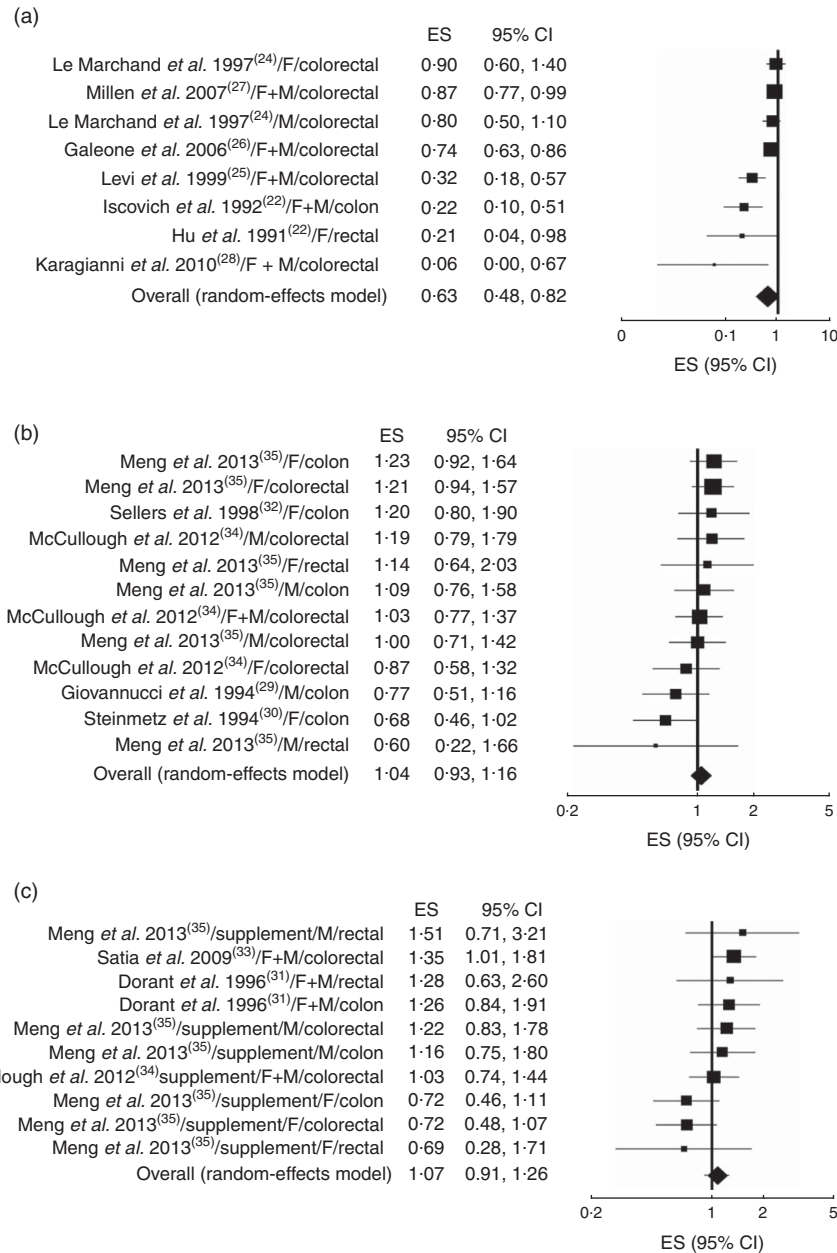 (a)
ES 95% CI
Le Marchand et al. 1997(24)/F/colorectal 0·90 0·60, 1·40
Millen et al. 2007(27)/F+M/colorectal 0·87 0·77, 0·99
Le Marchand et al. 1997(24)/M/colorectal 0·80 0·50, 1·10
Galeone et al. 2006(26)/F+M/colorectal 0·74 0·63, 0·86
Levi et al. 1999(25)/F+M/colorectal 0·32 0·18, 0·57
Iscovich et al. 1992(22)/F+M/colon 0·22 0·10, 0·51
Hu et al. 1991(22)/F/rectal 0·21 0·04, 0·98
Karagianni et al. 2010(28)/F + M/colorectal 0·06 0·00, 0·67
Overall (random-effects model) 0·63 0·48, 0·82
0 0·1 1 10
ES (95% CI)
(b)
ES 95% CI
Meng et al. 2013(35)/F/colon 1·23 0·92, 1·64
Meng et al. 2013(35)/F/colorectal 1·21 0·94, 1·57
Sellers et al. 1998(32)/F/colon 1·20 0·80, 1·90
McCullough et al. 2012(34)/M/colorectal 1·19 0·79, 1·79
Meng et al. 2013(35)/F/rectal 1·14 0·64, 2·03
Meng et al. 2013(35)/M/colon 1·09 0·76, 1·58
McCullough et al. 2012(34)/F+M/colorectal 1·03 0·77, 1·37
Meng et al. 2013(35)/M/colorectal 1·00 0·71, 1·42
McCullough et al. 2012(34)/F/colorectal 0·87 0·58, 1·32
Giovannucci et al. 1994(29)/M/colon 0·77 0·51, 1·16
Steinmetz et al. 1994(30)/F/colon 0·68 0·46, 1·02
Meng et al. 2013(35)/M/rectal 0·60 0·22, 1·66
Overall (random-effects model) 1·04 0·93, 1·16
0·2 1 2 5
ES (95% CI)
(c)
ES 95% CI
Meng et al. 2013(35)/supplement/M/rectal 1·51 0.71, 3·21
Satia et al. 2009(33)/F+M/colorectal 1·35 1·01, 1·81
Dorant et al. 1996(31)/F+M/rectal 1·28 0·63, 2·60
Dorant et al. 1996(31)/F+M/colon 1·26 0·84, 1·91
Meng et al. 2013(35)/supplement/M/colorectal 1·22 0·83, 1·78
Meng et al. 2013(35)/supplement/M/colon 1·16 0·75, 1·80
lough et al. 2012(34)supplement/F+M/colorectal 1·03 0·74, 1·44
Meng et al. 2013(35)/supplement/F/colon 0·72 0·46, 1·11
Meng et al. 2013(35)/supplement/F/colorectal 0·72 0·48, 1·07
Meng et al. 2013(35)/supplement/F/rectal 0·69 0·28, 1·71
Overall (random-effects model) 1·07 0·91, 1·26
0·2 1 2 5
ES (95% CI)